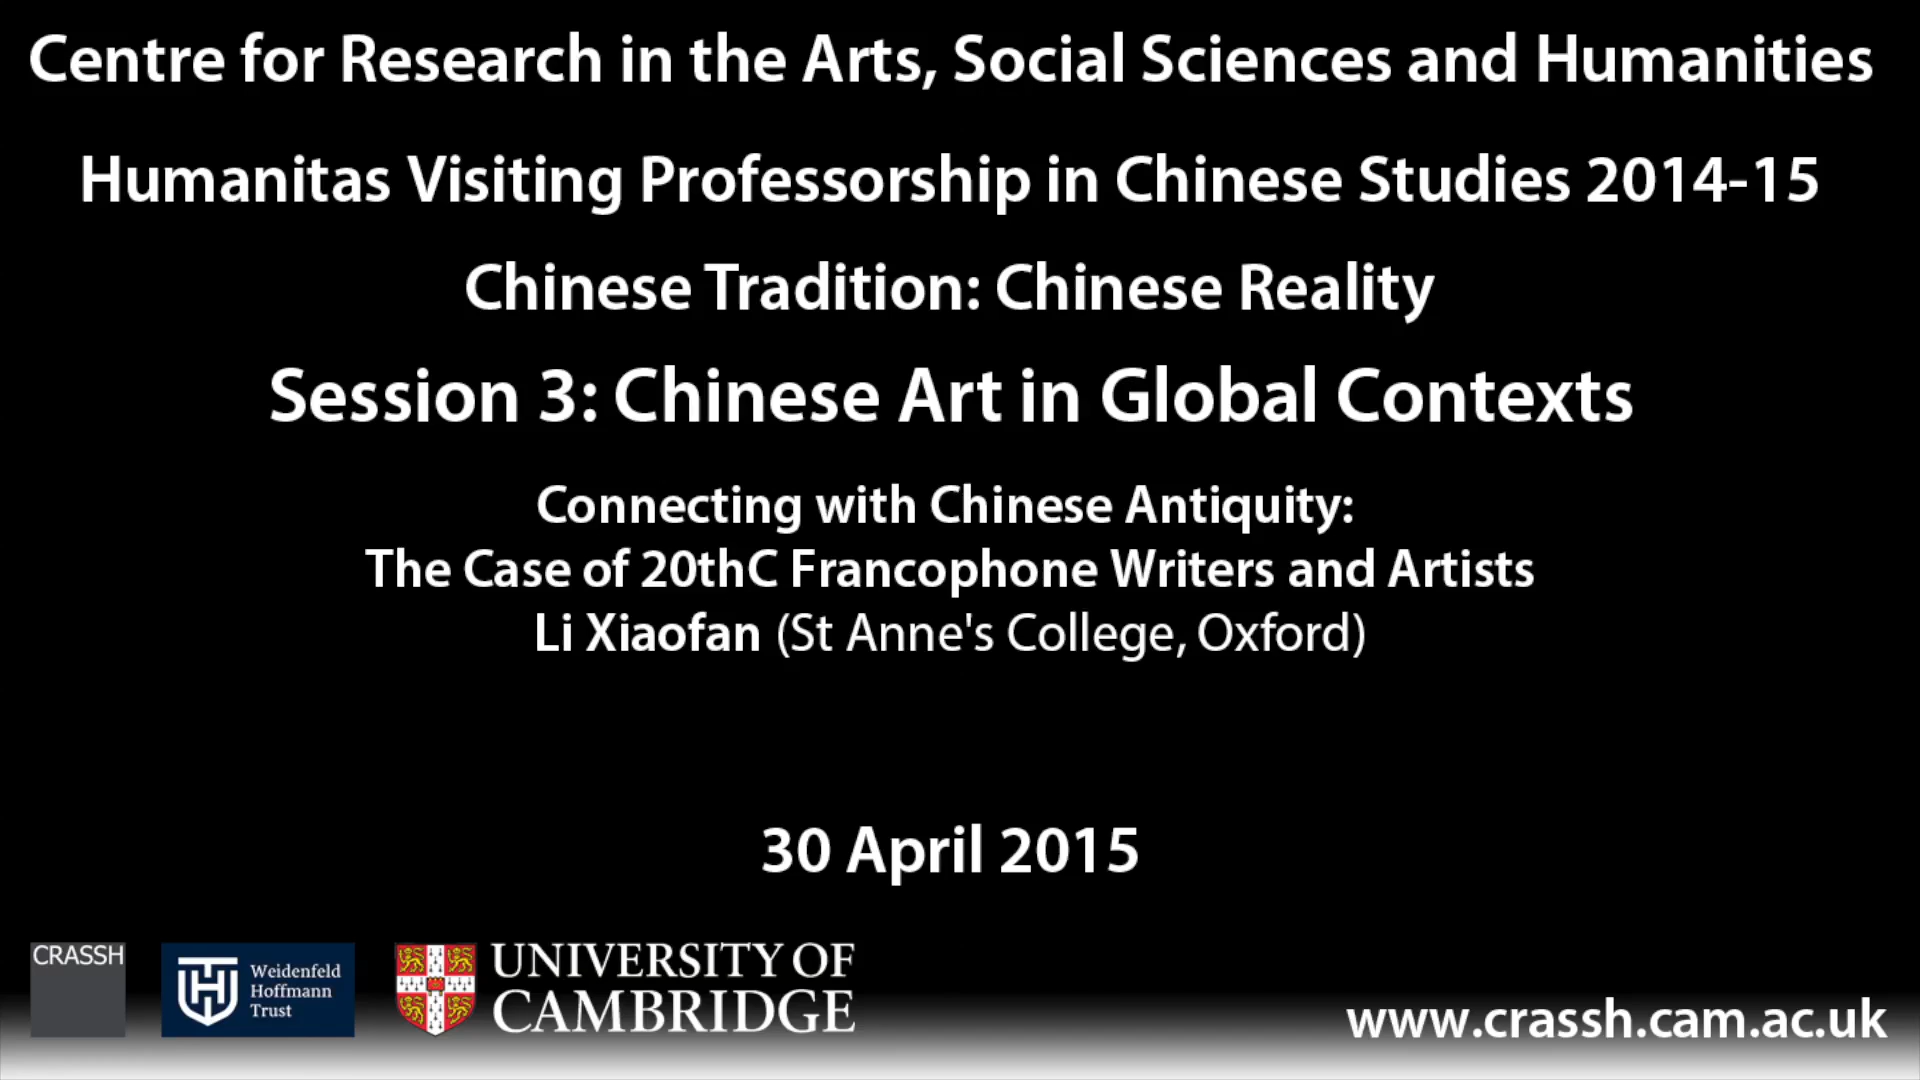 Centre for Research in the Arts, Social Sciences and Humanities
Humanitas Visiting Professorship in Chinese Studies 2014-15
Chinese Tradition: Chinese Reality
Session 3: Chinese Art in Global Contexts
Connecting with Chinese Antiquity:
The Case of 20thC Francophone Writers and Artists
Li Xiaofan (St Anne's College, Oxford)
30 April 2015
CRASSH
Weidenfeld
Hoffmann
Trust
UNIVERSITY OF
CAMBRIDGE
www.crassh.cam.ac.uk